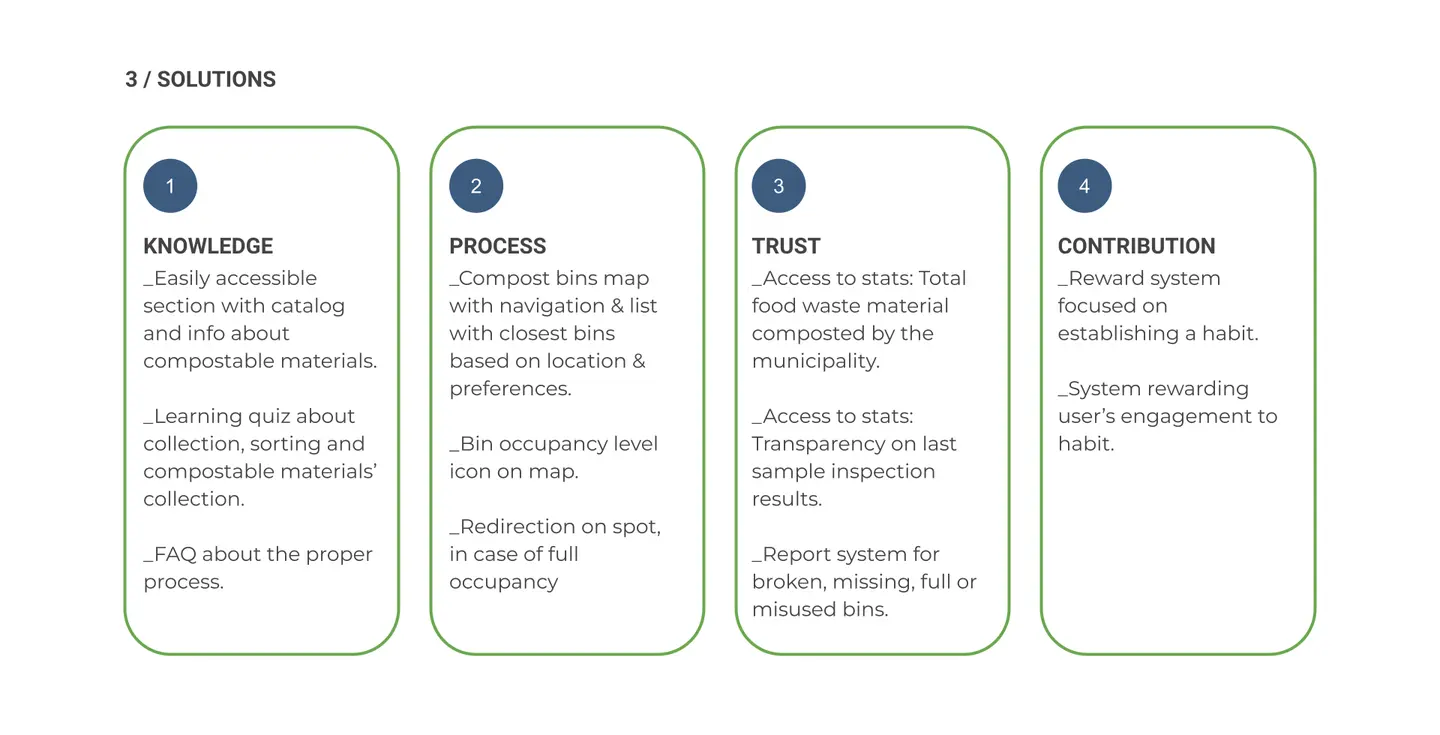 3 / SOLUTIONS
1
KNOWLEDGE
_Easily accessible
section with catalog
and info about
compostable materials.
_Learning quiz about
collection, sorting and
compostable materials’
collection.
_FAQ about the proper
process.
2
PROCESS
_Compost bins map
with navigation & list
with closest bins
based on location &
preferences.
_Bin occupancy level
icon on map.
_Redirection on spot,
in case of full
occupancy
3
TRUST
_Access to stats: Total
food waste material
composted by the
municipality.
_Access to stats:
Transparency on last
sample inspection
results.
_Report system for
broken, missing, full or
misused bins.
4
CONTRIBUTION
_Reward system
focused on
establishing a habit.
_System rewarding
user’s engagement to
habit.